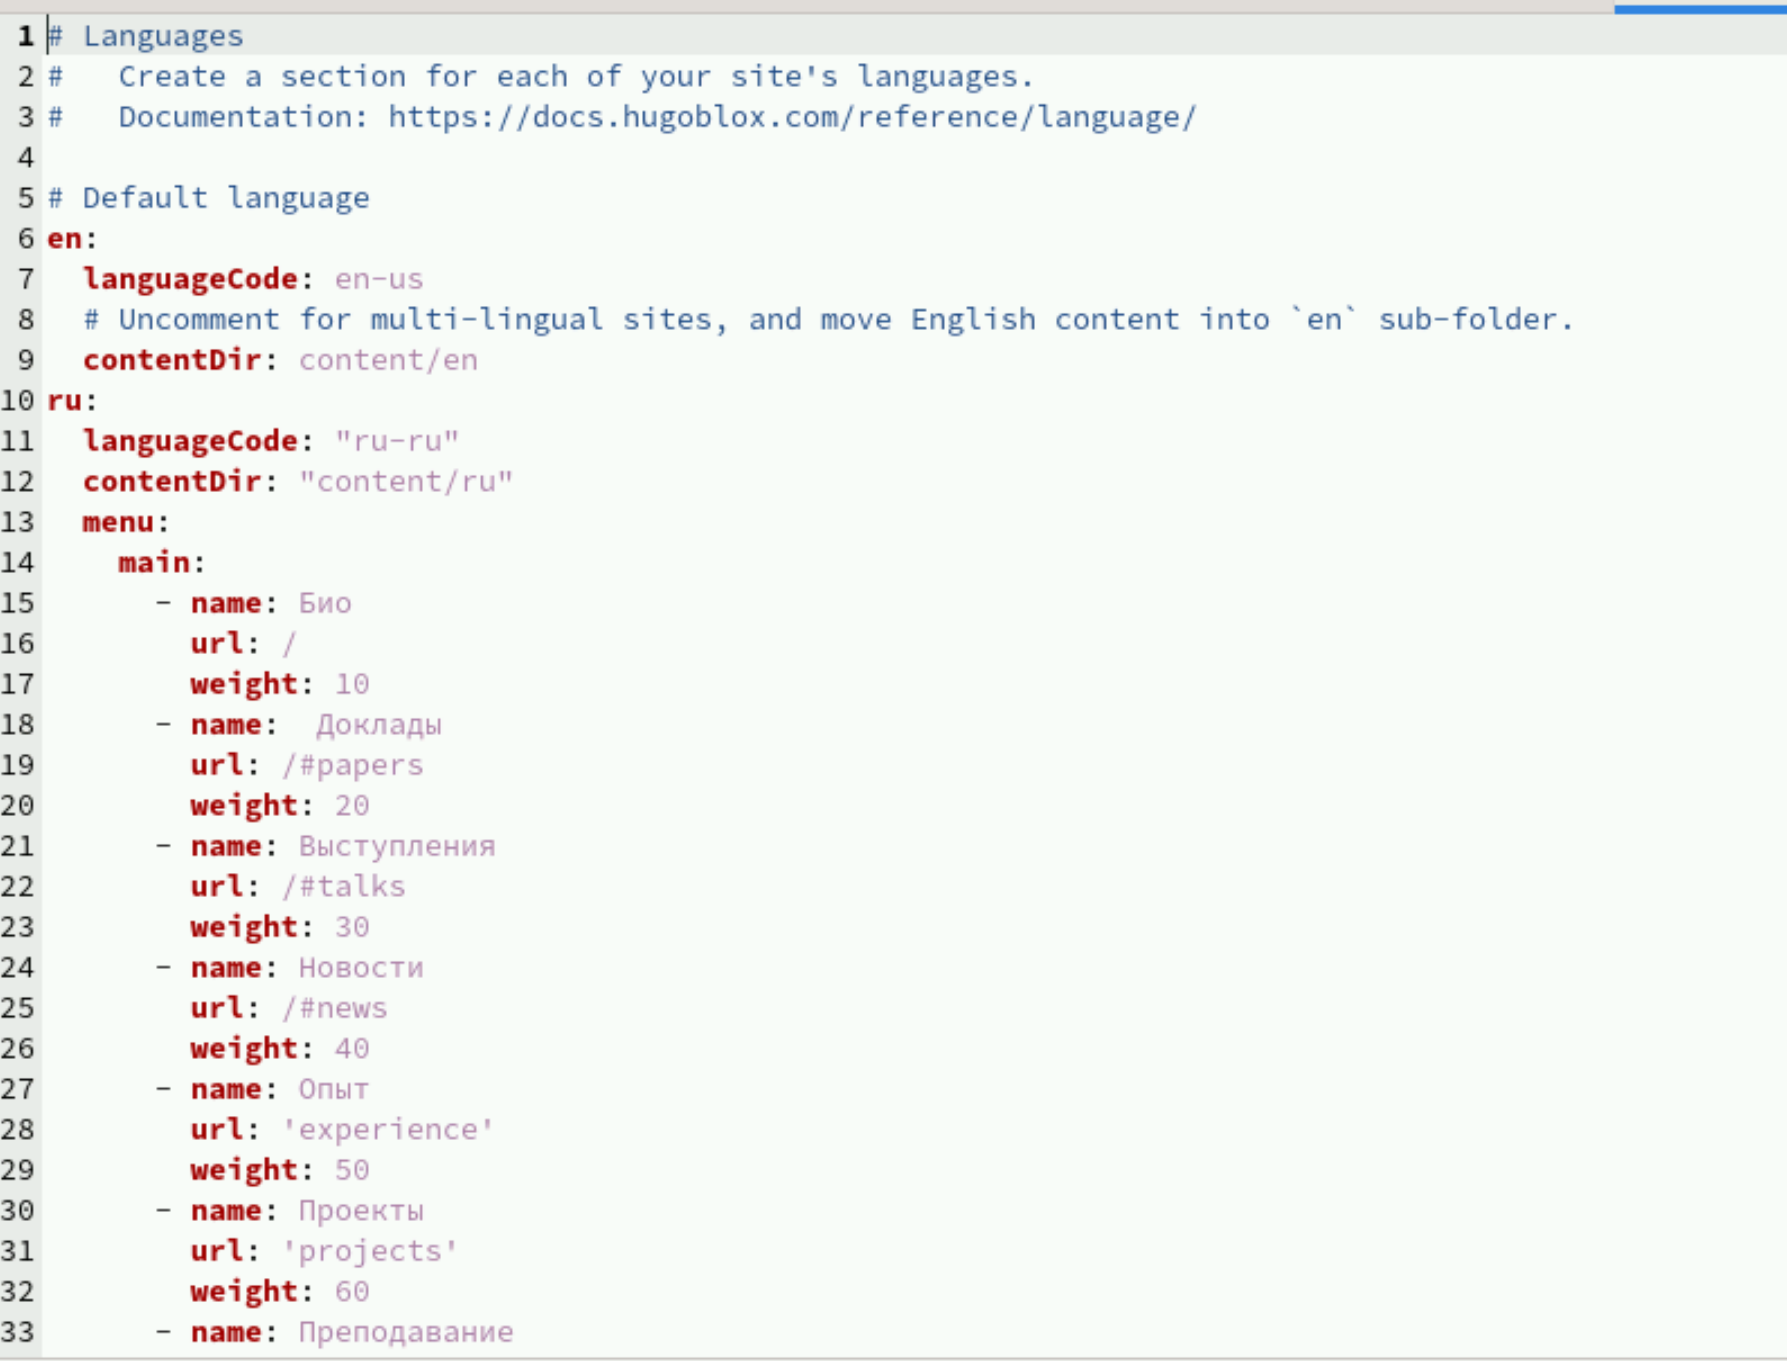 1 # Languages
2 #   Create a section for each of your site's languages.
3 #   Documentation: https://docs.hugoblox.com/reference/language/
4
5 # Default language
6 en:
7   languageCode: en-us
8   # Uncomment for multi-lingual sites, and move English content into `en` sub-folder.
9   contentDir: content/en
10 ru:
11   languageCode: "ru-ru"
12   contentDir: "content/ru"
13   menu:
14     main:
15       - name: Био
16         url: /
17         weight: 10
18       - name:  Доклады
19         url: /#papers
20         weight: 20
21       - name: Выступления
22         url: /#talks
23         weight: 30
24       - name: Новости
25         url: /#news
26         weight: 40
27       - name: Опыт
28         url: 'experience'
29         weight: 50
30       - name: Проекты
31         url: 'projects'
32         weight: 60
33       - name: Преподавание